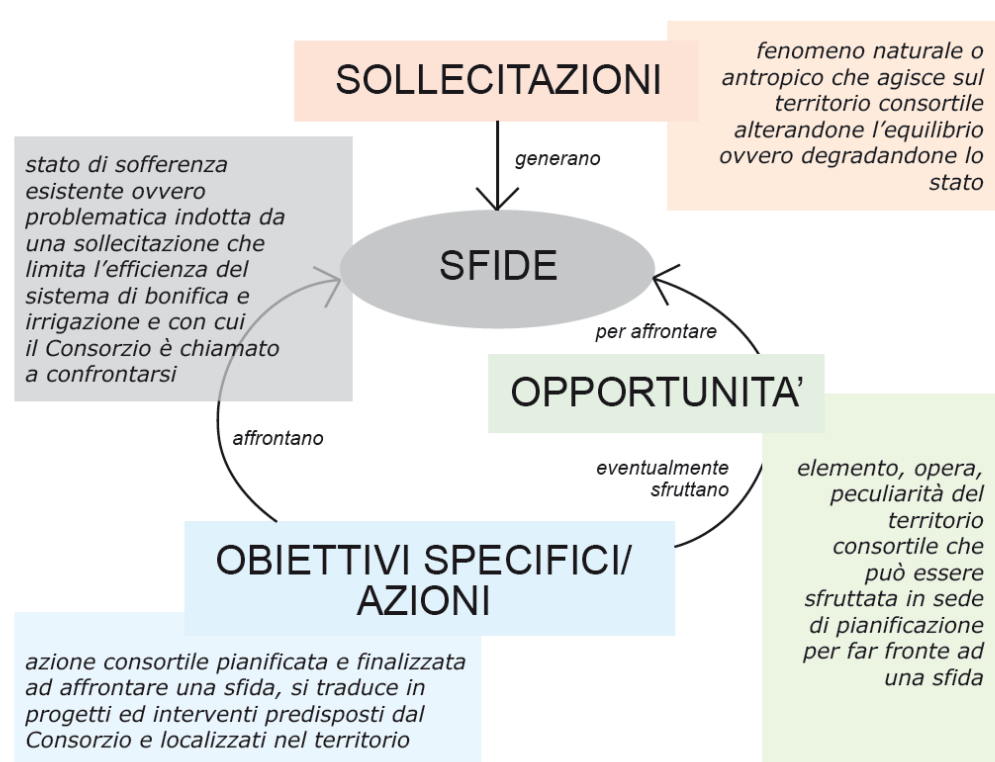 SOLLECITAZIONI
fenomeno naturale o
antropico che agisce sul
territorio consortile
alterandone l’equilibrio
ovvero degradandone lo
stato
generano
stato di sofferenza
esistente ovvero
problematica indotta da
una sollecitazione che
limita l’efficienza del
sistema di bonifica e
irrigazione e con cui
il Consorzio è chiamato
a confrontarsi
SFIDE
per affrontare
OPPORTUNITA’
affrontano
eventualmente
sfruttano
elemento, opera,
peculiarità del
territorio
consortile che
può essere
sfruttata in sede
di pianificazione
per far fronte ad
una sfida
OBIETTIVI SPECIFICI/
AZIONI
azione consortile pianificata e finalizzata
ad affrontare una sfida, si traduce in
progetti ed interventi predisposti dal
Consorzio e localizzati nel territorio